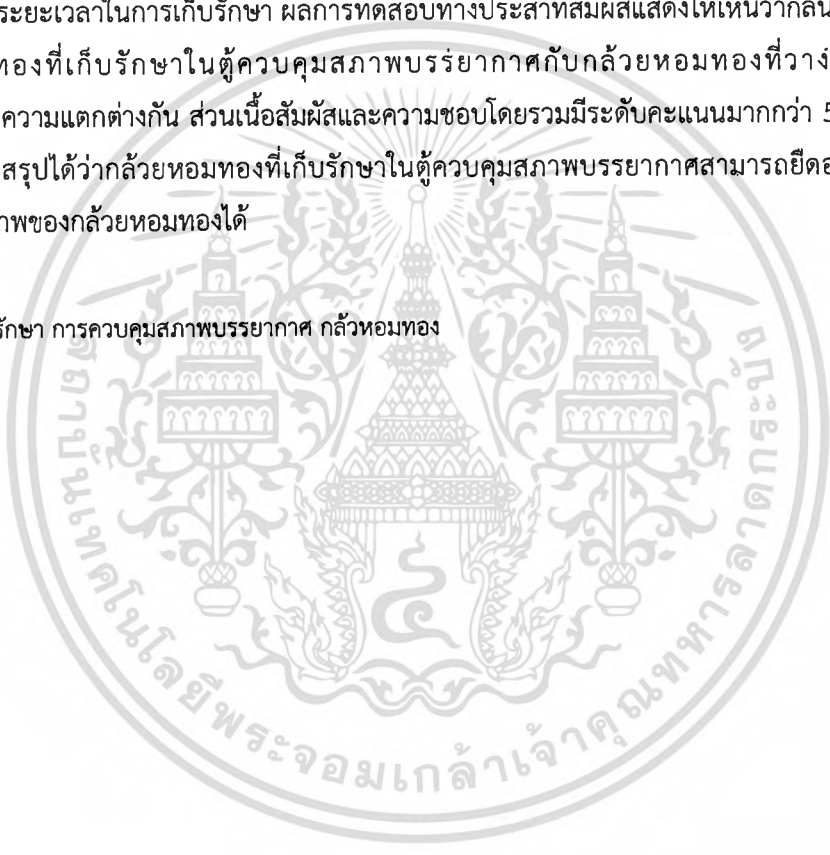 ระยะเวลาในการเก็บรักษา ผลการทดสอบทางประสาทสัมผัสแสดงให้เห็นว่ากลิ่น
ทองที่เก็บรักษาในตู้ควบคุมสภาพบรร่ยากาศกับกล้วยหอมทองที่วาง
ความแตกต่างกัน ส่วนเนื้อสัมผัสและความชอบโดยรวมมีระดับคะแนนมากกว่า 5
สรุปได้ว่ากล้วยหอมทองที่เก็บรักษาในตู้ควบคุมสภาพบรรยากาศสามารถยืด
าพของกล้วยหอมทองได้
รักษา การควบคุมสภาพบรรยากาศ กล้วหอมทอง
สถาบันเทคโนโลยีพระจอมเกล้าเจ้าคุณทหารลาดกระบัง